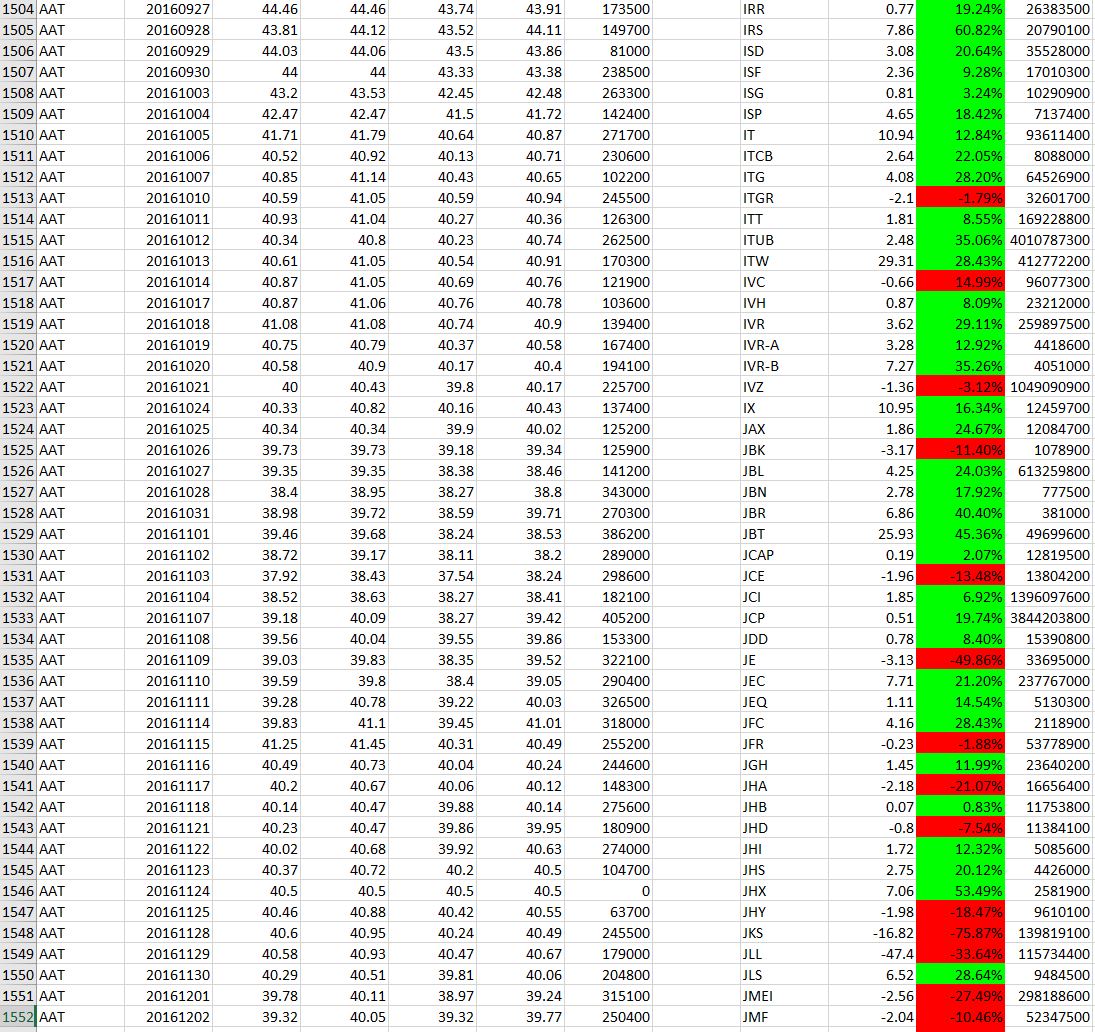 1504 AAT 20160927 44.46 44.46 43.74 43.91 173500 IRR 0.77 19.24% 26383500
1505 AAT 20160928 43.81 44.12 43.52 44.11 149700 IRS 7.86 60.82% 20790100
1506 AAT 20160929 44.03 44.06 43.5 43.86 81000 ISD 3.08 20.64% 35528000
1507 AAT 20160930 44 44 43.33 43.38 238500 ISF 2.36 9.28% 17010300
1508 AAT 20161003 43.2 43.53 42.45 42.48 263300 ISG 0.81 3.24% 10290900
1509 AAT 20161004 42.47 42.47 41.5 41.72 142400 ISP 4.65 18.42% 7137400
1510 AAT 20161005 41.71 41.79 40.64 40.87 271700 IT 10.94 12.84% 93611400
1511 AAT 20161006 40.52 40.92 40.13 40.71 230600 ITCB 2.64 22.05% 8088000
1512 AAT 20161007 40.85 41.14 40.43 40.65 102200 ITG 4.08 28.20% 64526900
1513 AAT 20161010 40.59 41.05 40.59 40.94 245500 ITGR -2.1 -1.79% 32601700
1514 AAT 20161011 40.93 41.04 40.27 40.36 126300 ITT 1.81 8.55% 169228800
1515 AAT 20161012 40.34 40.8 40.23 40.74 262500 ITUB 2.48 35.06% 4010787300
1516 AAT 20161013 40.61 41.05 40.54 40.91 170300 ITW 29.31 28.43% 412772200
1517 AAT 20161014 40.87 41.05 40.69 40.76 121900 IVC -0.66 14.99% 96077300
1518 AAT 20161017 40.87 41.06 40.76 40.78 103600 IVH 0.87 8.09% 23212000
1519 AAT 20161018 41.08 41.08 40.74 40.9 139400 IVR 3.62 29.11% 259897500
1520 AAT 20161019 40.75 40.79 40.37 40.58 167400 IVR-A 3.28 12.92% 4418600
1521 AAT 20161020 40.58 40.9 40.17 40.4 194100 IVR-B 7.27 35.26% 4051000
1522 AAT 20161021 40 40.43 39.8 40.17 225700 IVZ -1.36 -3.12% 1049090900
1523 AAT 20161024 40.33 40.82 40.16 40.43 137400 IX 10.95 16.34% 12459700
1524 AAT 20161025 40.34 40.34 39.9 40.02 125200 JAX 1.86 24.67% 12084700
1525 AAT 20161026 39.73 39.73 39.18 39.34 125900 JBK -3.17 -11.40% 1078900
1526 AAT 20161027 39.35 39.35 38.38 38.46 141200 JBL 4.25 24.03% 613259800
1527 AAT 20161028 38.4 38.95 38.27 38.8 343000 JBN 2.78 17.92% 777500
1528 AAT 20161031 38.98 39.72 38.59 39.71 270300 JBR 6.86 40.40% 381000
1529 AAT 20161101 39.46 39.68 38.24 38.53 386200 JBT 25.93 45.36% 49699600
1530 AAT 20161102 38.72 39.17 38.11 38.2 289000 JCAP 0.19 2.07% 12819500
1531 AAT 20161103 37.92 38.43 37.54 38.24 298600 JCE -1.96 -13.48% 13804200
1532 AAT 20161104 38.52 38.63 38.27 38.41 182100 JCI 1.85 6.92% 1396097600
1533 AAT 20161107 39.18 40.09 38.27 39.42 405200 JCP 0.51 19.74% 3844203800
1534 AAT 20161108 39.56 40.04 39.55 39.86 153300 JDD 0.78 8.40% 15390800
1535 AAT 20161109 39.03 39.83 38.35 39.52 322100 JE -3.13 -49.86% 33695000
1536 AAT 20161110 39.59 39.8 38.4 39.05 290400 JEC 7.71 21.20% 237767000
1537 AAT 20161111 39.28 40.78 39.22 40.03 326500 JEQ 1.11 14.54% 5130300
1538 AAT 20161114 39.83 41.1 39.45 41.01 318000 JFC 4.16 28.43% 2118900
1539 AAT 20161115 41.25 41.45 40.31 40.49 255200 JFR -0.23 -1.88% 53778900
1540 AAT 20161116 40.49 40.73 40.04 40.24 244600 JGH 1.45 11.99% 23640200
1541 AAT 20161117 40.2 40.67 40.06 40.12 148300 JHA -2.18 -21.07% 16656400
1542 AAT 20161118 40.14 40.47 39.88 40.14 275600 JHB 0.07 0.83% 11753800
1543 AAT 20161121 40.23 40.47 39.86 39.95 180900 JHD -0.8 -7.54% 11384100
1544 AAT 20161122 40.02 40.68 39.92 40.63 274000 JHI 1.72 12.32% 5085600
1545 AAT 20161123 40.37 40.72 40.2 40.5 104700 JHS 2.75 20.12% 4426000
1546 AAT 20161124 40.5 40.5 40.5 40.5 0 JHX 7.06 53.49% 2581900
1547 AAT 20161125 40.46 40.88 40.42 40.55 63700 JHY -1.98 -18.47% 9610100
1548 AAT 20161128 40.6 40.95 40.24 40.49 245500 JKS -16.82 -75.87% 139819100
1549 AAT 20161129 40.58 40.93 40.47 40.67 179000 JLL -47.4 -33.64% 115734400
1550 AAT 20161130 40.29 40.51 39.81 40.06 204800 JLS 6.52 28.64% 9484500
1551 AAT 20161201 39.78 40.11 38.97 39.24 315100 JMEI -2.56 -27.49% 298188600
1552 AAT 20161202 39.32 40.05 39.32 39.77 250400 JMF -2.04 -10.46% 52347500